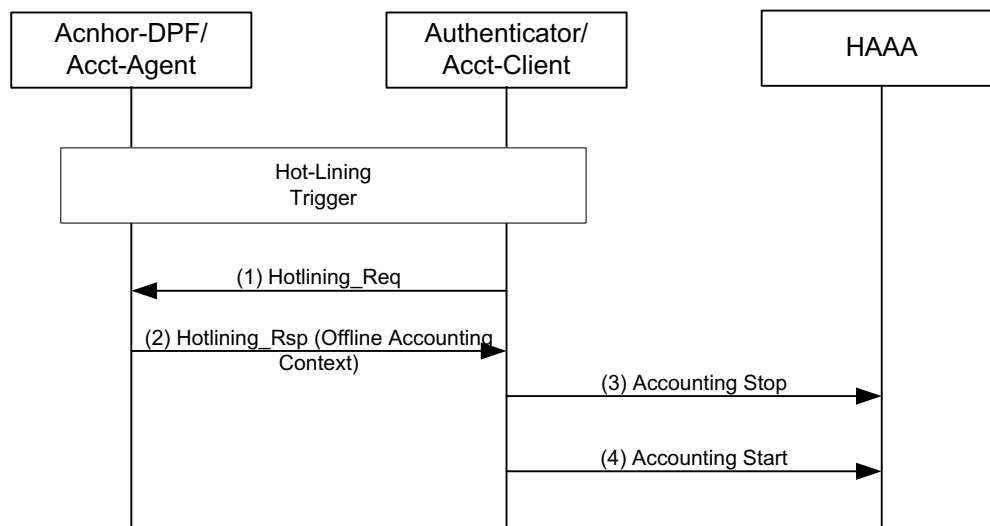 Acnhor-DPF/
Acct-Agent
Authenticator/
Acct-Client
HAAA
Hot-Lining
Trigger
(1) Hotlining_Req
(2) Hotlining_Rsp (Offline Accounting
Context)
(3) Accounting Stop
(4) Accounting Start